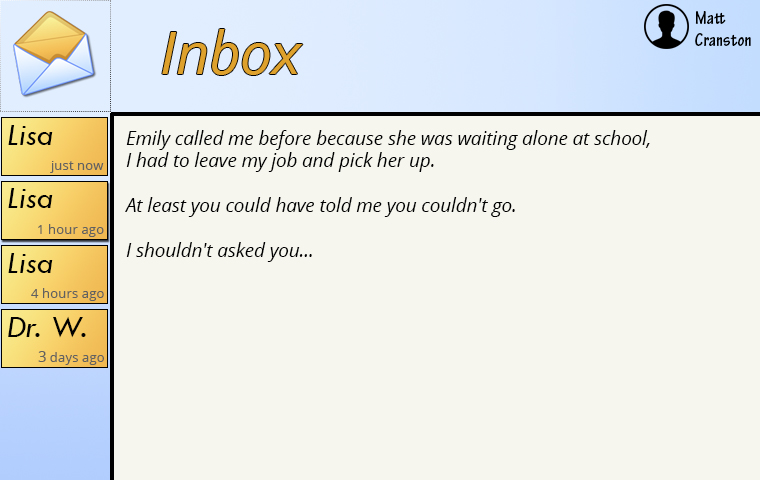 Inbox
Matt
Cranston
Lisa
just now
Lisa
1 hour ago
Lisa
4 hours ago
Dr. W.
3 days ago
Emily called me before because she was waiting alone at school,
I had to leave my job and pick her up.
At least you could have told me you couldn't go.
I shouldn't asked you...